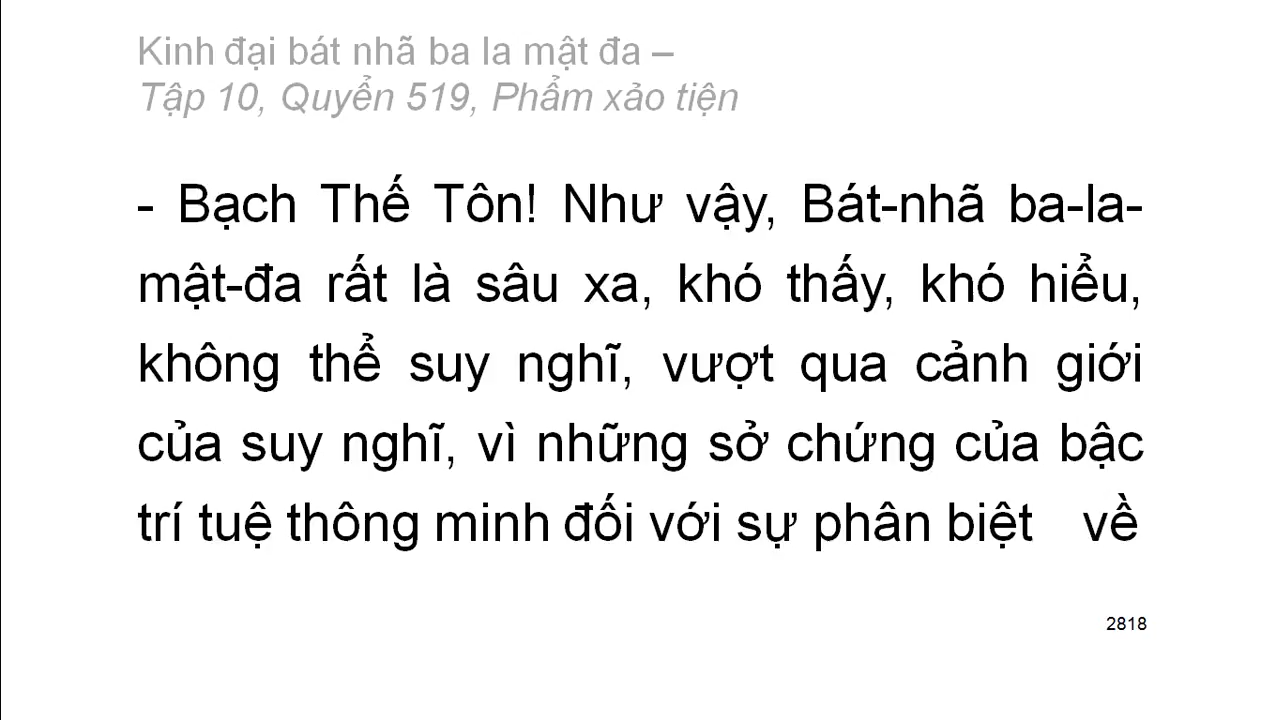 Kinh đại bát nhã ba la mật đa –
Tập 10, Quyển 519, Phẩm xảo tiện
- Bạch Thế Tôn! Như vậy, Bát-nhã ba-la-
mật-đa rất là sâu xa, khó thấy, khó hiểu,
không thể suy nghĩ, vượt qua cảnh giới
của suy nghĩ, vì những sở chứng của bậc
trí tuệ thông minh đối với sự phân biệt về
2818